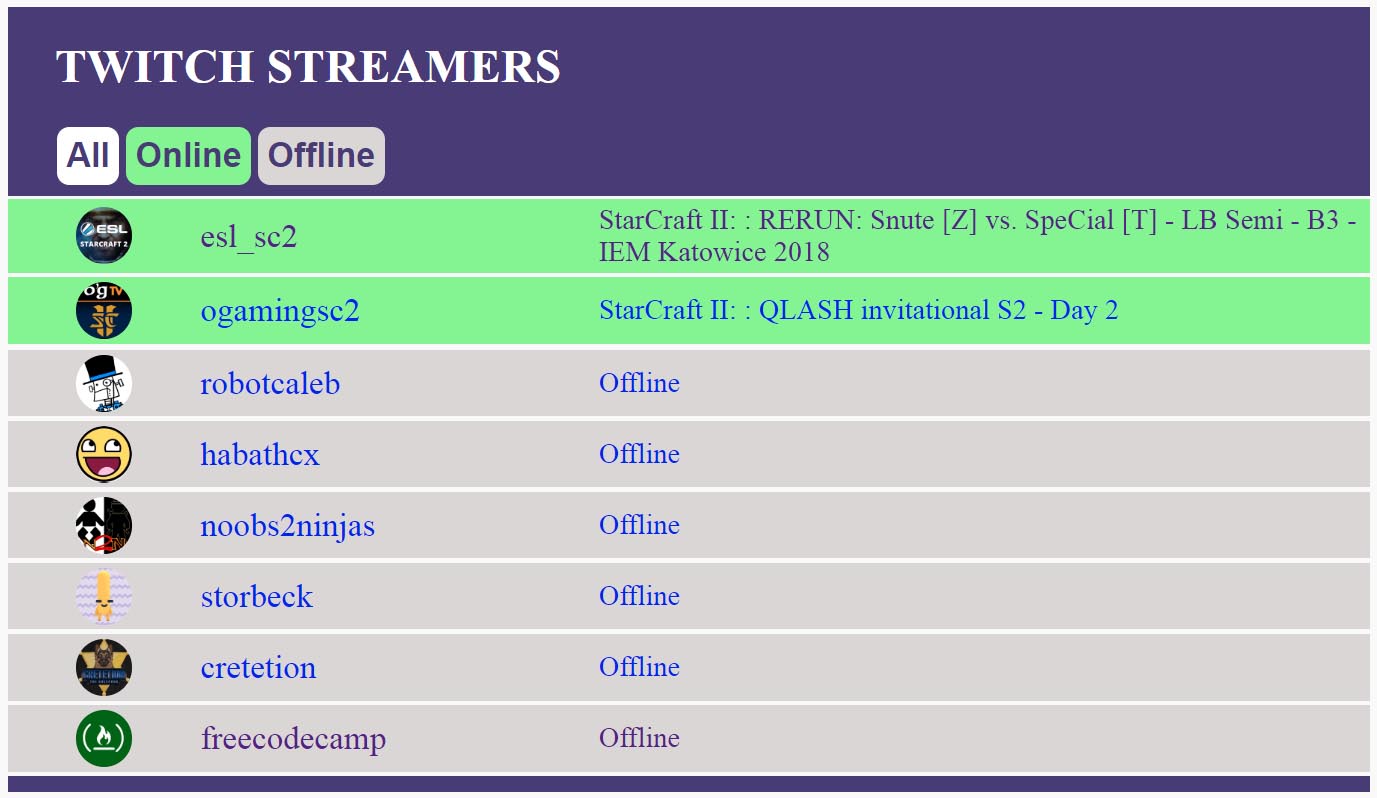 TWITCH STREAMERS
All Online Offline
ESL
STARCRAFT 2
esl_sc2
StarCraft II: : RERUN: Snute [Z] vs. SpeCial [T] - LB Semi - B3 -
IEM Katowice 2018
ogTV
ogamingsc2
StarCraft II: : QLASH invitational S2 - Day 2
robotcaleb
Offline
habathcx
Offline
noobs2ninjas
Offline
storbeck
Offline
CRETETION
cretetion
Offline
freecodecamp
Offline